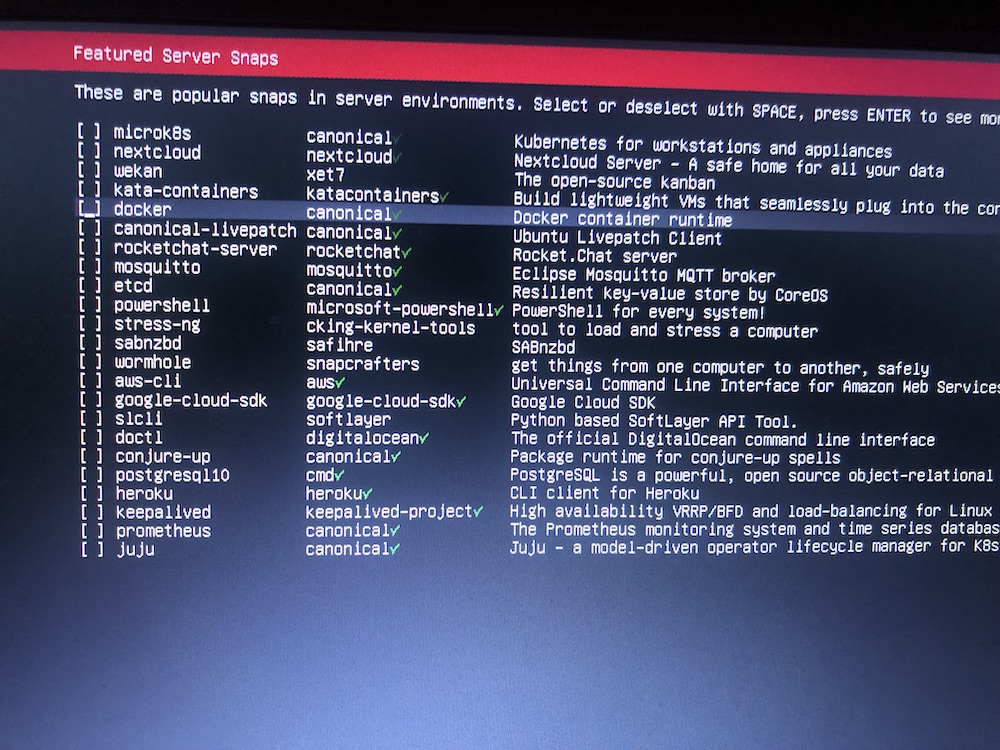 Featured Server Snaps
These are popular snaps in server environments. Select or deselect with SPACE, press ENTER to see
[ ] microk8s canonical✓ Kubernetes for workstations and appliances
[ ] nextcloud nextcloud✓ Nextcloud Server - A safe home for all your data
[ ] wekan xet7 The open-source kanban
[ ] kata-containers katacontainers✓ Build lightweight VMs that seamlessly plug into the
[ ] docker canonical✓ Docker container runtime
[ ] canonical-livepatch canonical✓ Ubuntu Livepatch Client
[ ] rocketchat-server rocketchat✓ Rocket.Chat server
[ ] mosquitto mosquitto✓ Eclipse Mosquitto MQTT broker
[ ] etcd canonical✓ Resilient key-value store by CoreOS
[ ] powershell microsoft-powershell✓ PowerShell for every system!
[ ] stress-ng cking-kernel-tools tool to load and stress a computer
[ ] sabnzbd safihre SABnzbd
[ ] wormhole snapcrafters get things from one computer to another, safely
[ ] aws-cli aws✓ Universal Command Line Interface for Amazon Web Services
[ ] google-cloud-sdk google-cloud-sdk✓ Google Cloud SDK
[ ] slcli softlayer Python based SoftLayer API Tool.
[ ] doctl digitalocean✓ The official DigitalOcean command line interface
[ ] conjure-up canonical✓ Package runtime for conjure-up spells
[ ] postgresql10 cmd✓ PostgreSQL is a powerful, open source object-relational
[ ] heroku heroku✓ CLI client for Heroku
[ ] keepalived keepalived-project✓ High availability VRRP/BFD and load-balancing for Linux
[ ] prometheus canonical✓ The Prometheus monitoring system and time series
[ ] juju canonical✓ Juju - a model-driven operator lifecycle manager for K8s